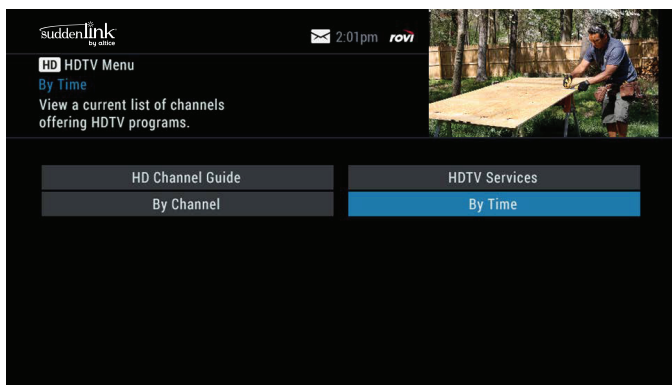 suddenlink
by altice
2:01pm rovi
HD HDTV Menu
By Time
View a current list of channels
offering HDTV programs.
HD Channel Guide
HDTV Services
By Channel
By Time